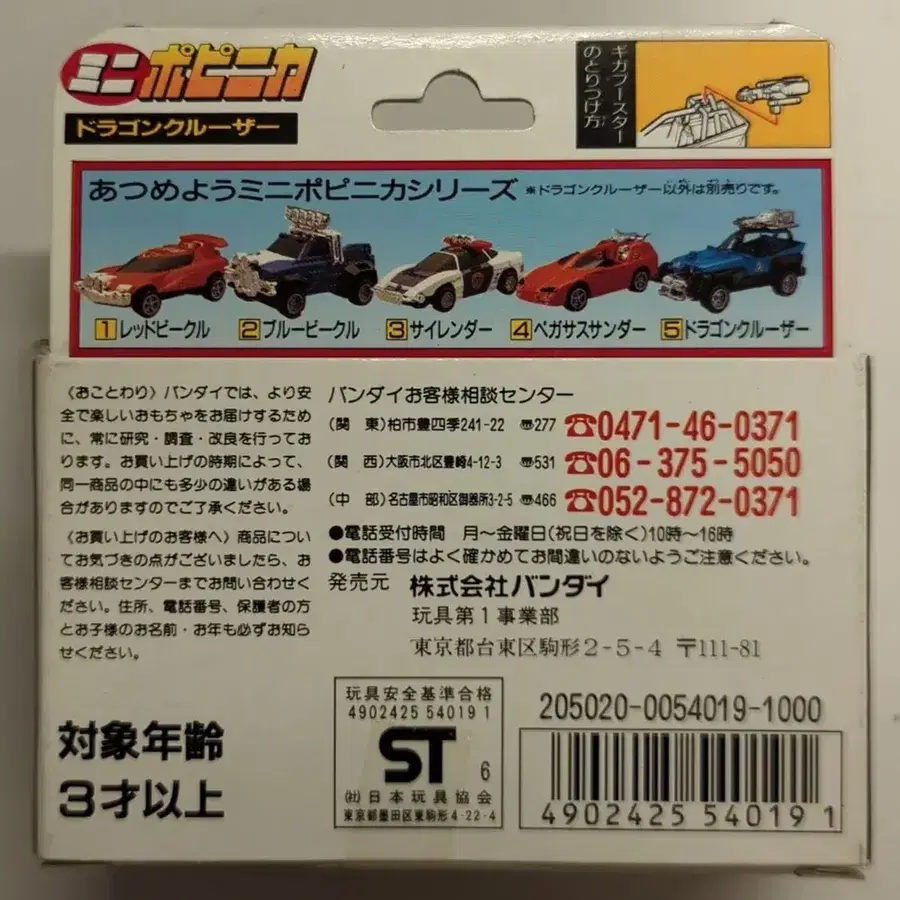 ミニポピニカ
ドラゴンクルーザー
ギガブースター
のとりつけ方
あつめようミニポピニカシリーズ ※ドラゴンクルーザー以外は別売りです。
1 レッドビークル 2 ブルービークル 3 サイレンダー 4 ペガサスサンダー 5 ドラゴンクルーザー
〈おことわり〉バンダイでは、より安
全で楽しいおもちゃをお届けするため
に、常に研究・調査・改良を行ってお
ります。お買い上げの時期によって、
同一商品の中にも多少の違いがある場
合がありますのでご了承ください。
〈お買い上げのお客様へ〉商品につい
てお気づきの点がございましたら、お
客様相談センターまでお問い合わせく
ださい。住所、電話番号、保護者の方
とお子様のお名前・お年も必ずお知ら
せください。
対象年齢
3才以上
バンダイお客様相談センター
(関 東)柏市豊四季241-22 〠277 ☎0471-46-0371
(関 西)大阪市北区豊崎4-12-3 〠531 ☎06-375-5050
(中 部)名古屋市昭和区御器所3-2-5 〠466 ☎052-872-0371
●電話受付時間 月〜金曜日(祝日を除く)10時〜16時
●電話番号はよく確かめてお間違いのないようご注意ください。
発売元 株式会社バンダイ
玩具第1事業部
東京都台東区駒形2-5-4 〒111-81
玩具安全基準合格
4902425 54019 1
ST 6
(社)日本玩具協会
東京都墨田区東駒形4-22-4
205020-0054019-1000
4902425 540191